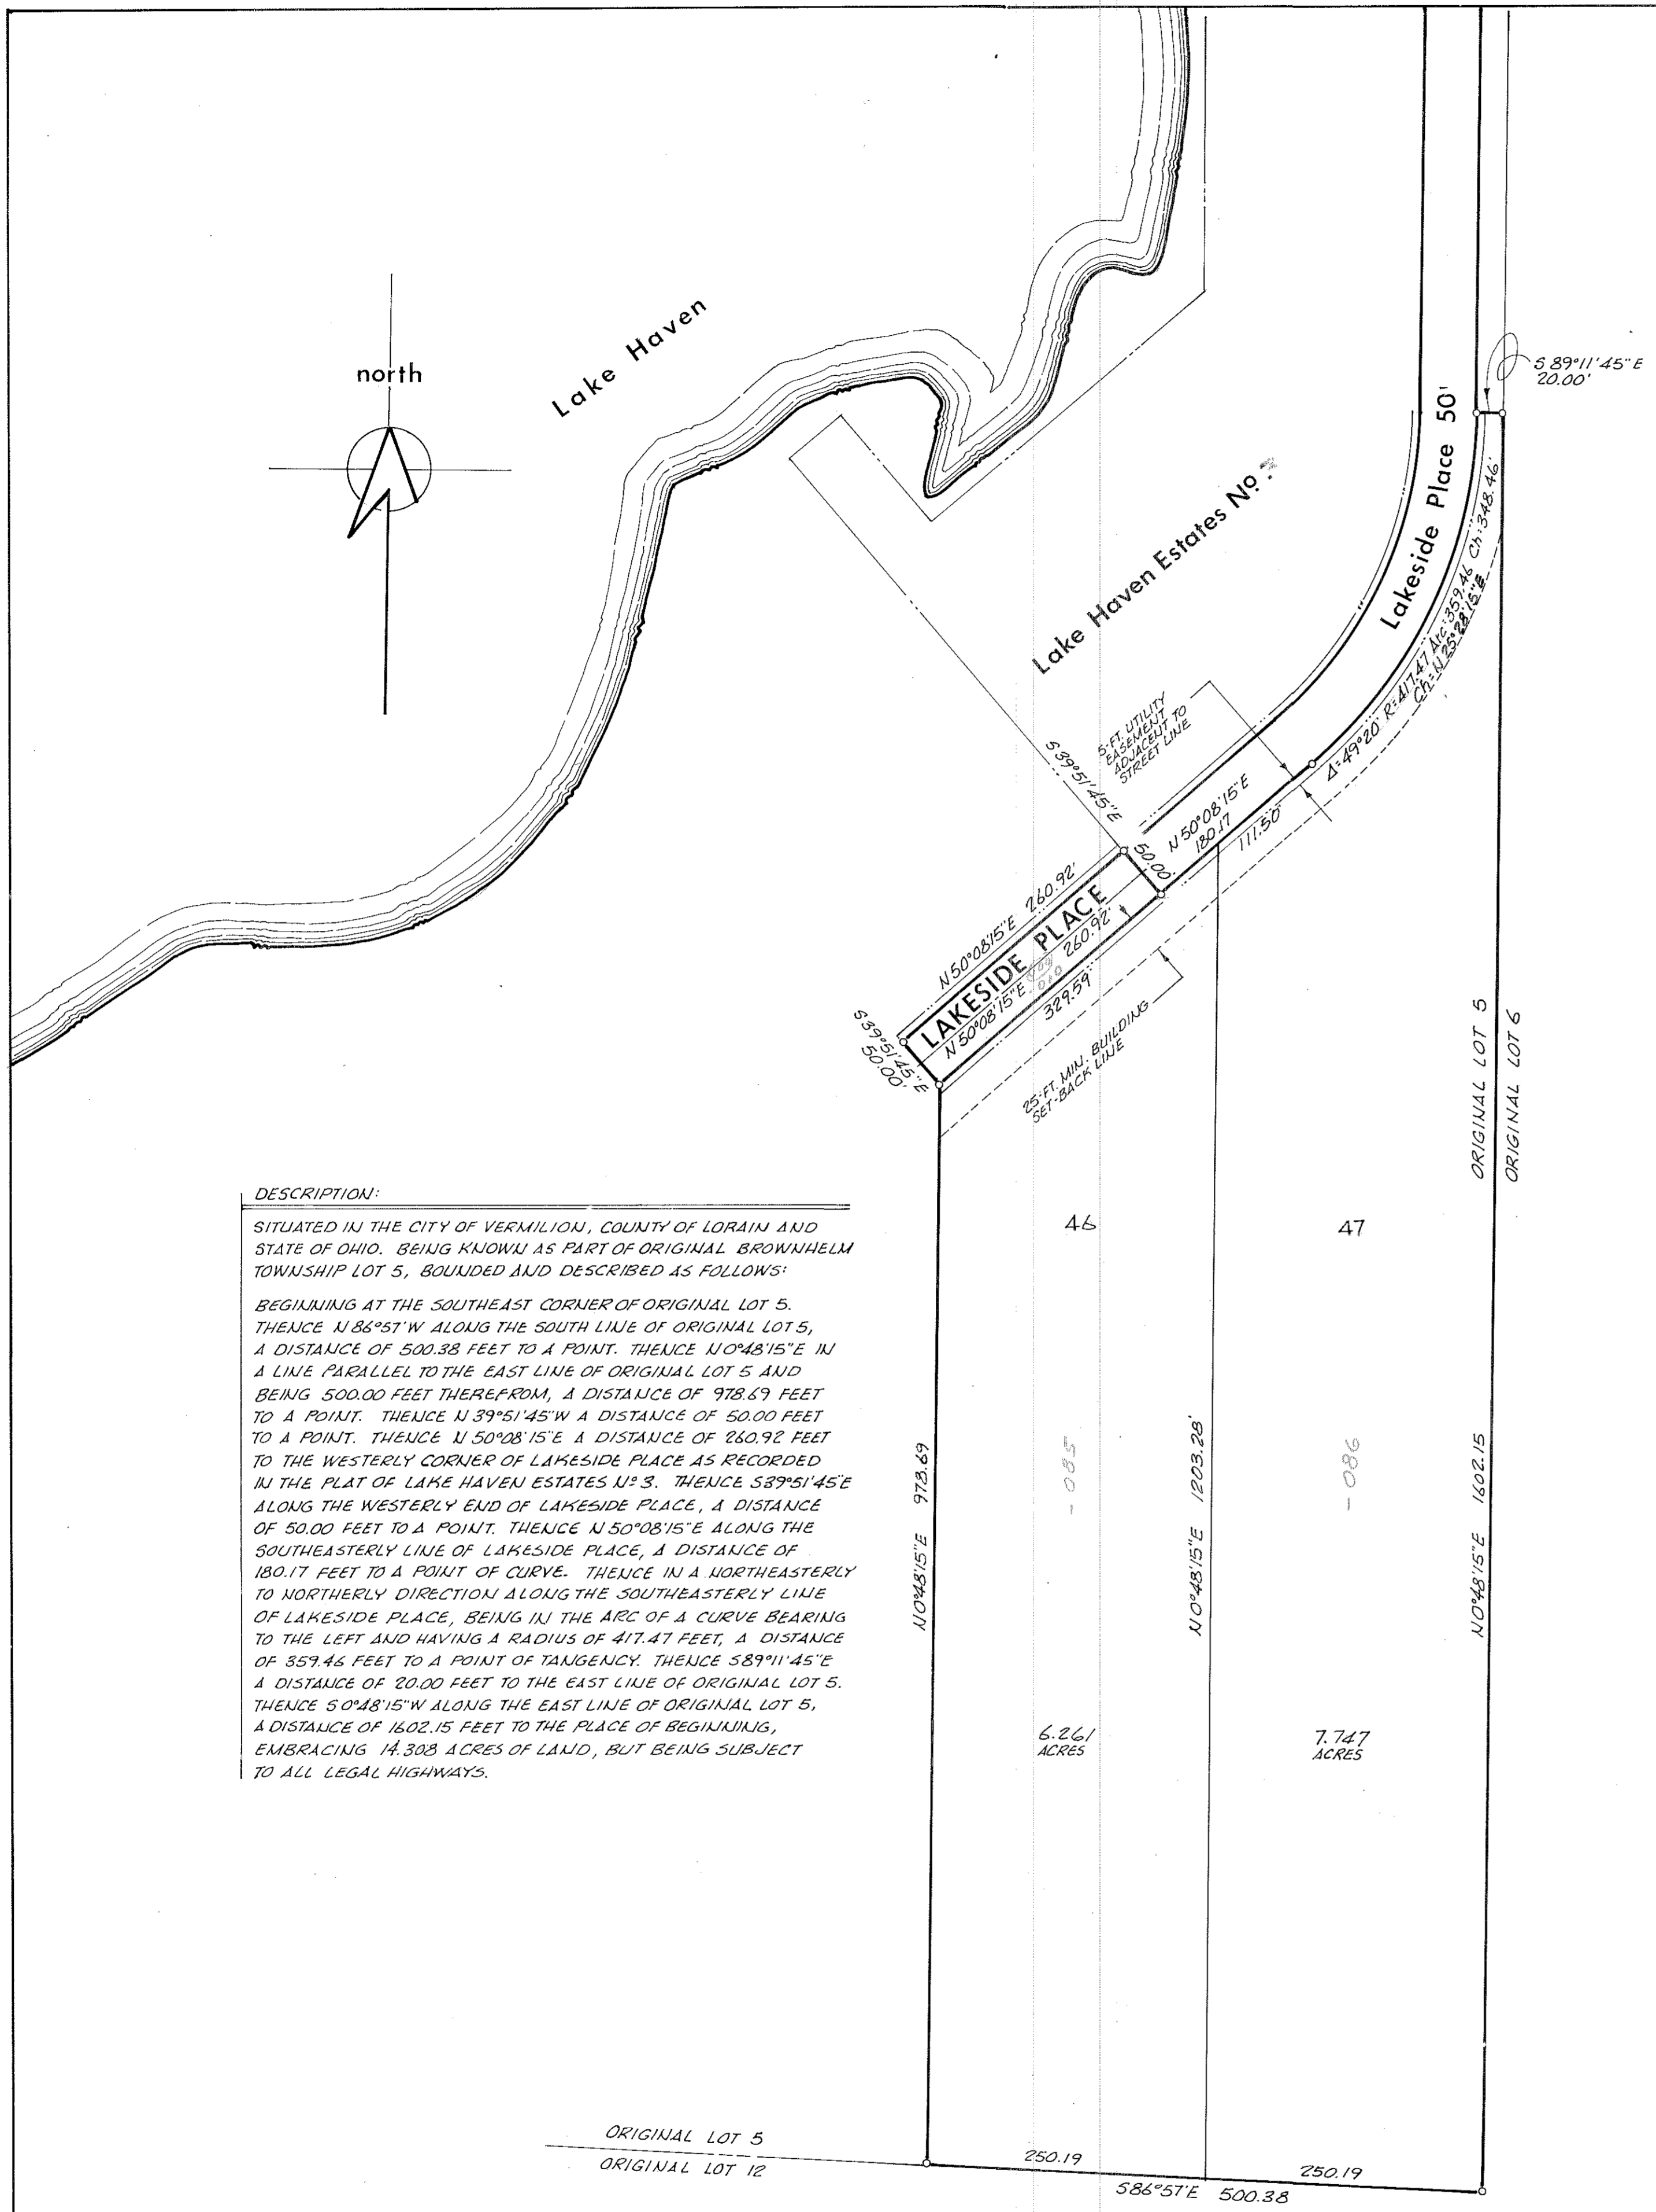 north
Lake Haven
S 89°11'45"E
20.00'
Lakeside Place 50'
Lake Haven Estates Nº
Δ=49°20' R=417.47 Arc=359.46 Ch=348.46'
Ch=N25°28'15"E
5-FT. UTILITY
EASEMENT
ADJACENT TO
STREET LINE
S 39°51'45"E
N 50°08'15"E
180.17
111.50'
50.00'
N 50°08'15"E 260.92'
LAKESIDE PLACE
N 50°08'15"E 260.92'
329.59'
S 39°51'45"E
50.00'
25-FT. MIN. BUILDING
SET-BACK LINE
ORIGINAL LOT 5
ORIGINAL LOT 6
DESCRIPTION:
SITUATED IN THE CITY OF VERMILION, COUNTY OF LORAIN AND
STATE OF OHIO. BEING KNOWN AS PART OF ORIGINAL BROWNHELM
TOWNSHIP LOT 5, BOUNDED AND DESCRIBED AS FOLLOWS:
BEGINNING AT THE SOUTHEAST CORNER OF ORIGINAL LOT 5.
THENCE N 86°57'W ALONG THE SOUTH LINE OF ORIGINAL LOT 5,
A DISTANCE OF 500.38 FEET TO A POINT. THENCE N 0°48'15"E IN
A LINE PARALLEL TO THE EAST LINE OF ORIGINAL LOT 5 AND
BEING 500.00 FEET THEREFROM, A DISTANCE OF 978.69 FEET
TO A POINT. THENCE N 39°51'45"W A DISTANCE OF 50.00 FEET
TO A POINT. THENCE N 50°08'15"E A DISTANCE OF 260.92 FEET
TO THE WESTERLY CORNER OF LAKESIDE PLACE AS RECORDED
IN THE PLAT OF LAKE HAVEN ESTATES Nº 3. THENCE S39°51'45"E
ALONG THE WESTERLY END OF LAKESIDE PLACE, A DISTANCE
OF 50.00 FEET TO A POINT. THENCE N 50°08'15"E ALONG THE
SOUTHEASTERLY LINE OF LAKESIDE PLACE, A DISTANCE OF
180.17 FEET TO A POINT OF CURVE. THENCE IN A NORTHEASTERLY
TO NORTHERLY DIRECTION ALONG THE SOUTHEASTERLY LINE
OF LAKESIDE PLACE, BEING IN THE ARC OF A CURVE BEARING
TO THE LEFT AND HAVING A RADIUS OF 417.47 FEET, A DISTANCE
OF 359.46 FEET TO A POINT OF TANGENCY. THENCE S89°11'45"E
A DISTANCE OF 20.00 FEET TO THE EAST LINE OF ORIGINAL LOT 5.
THENCE S 0°48'15"W ALONG THE EAST LINE OF ORIGINAL LOT 5,
A DISTANCE OF 1602.15 FEET TO THE PLACE OF BEGINNING,
EMBRACING 14.308 ACRES OF LAND, BUT BEING SUBJECT
TO ALL LEGAL HIGHWAYS.
46
47
N0°48'15"E 978.69
- 085
N0°48'15"E 1203.28'
- 086
N0°48'15"E 1602.15
6.261
ACRES
7.747
ACRES
ORIGINAL LOT 5
ORIGINAL LOT 12
250.19
250.19
S86°57'E 500.38